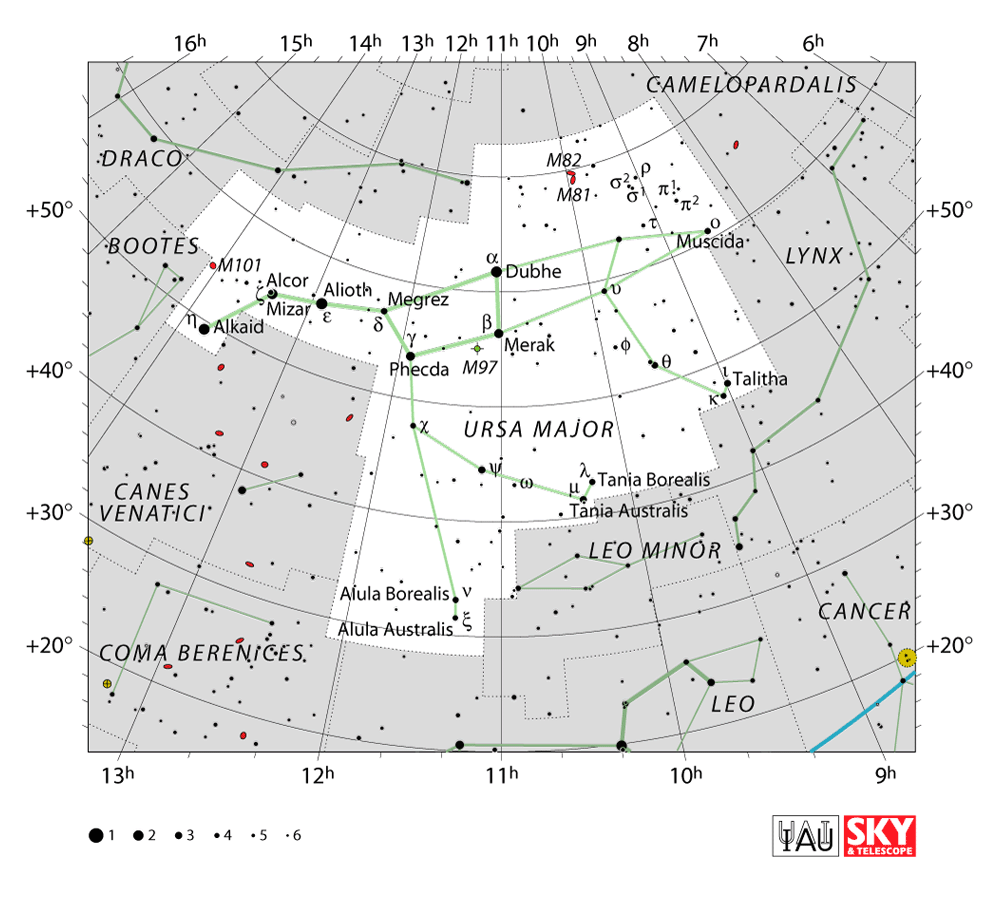 16h 15h 14h 13h 12h 11h 10h 9h 8h 7h 6h
CAMELOPARDALIS
DRACO
M82
M81
ρ
σ² σ¹ π¹ π²
τ ο
Muscida
+50° +50°
BOOTES
LYNX
M101
α
Dubhe
Alcor
ζ
Mizar
Alioth
ε
Megrez
δ
υ
η Alkaid
γ
β
Merak
Phecda
M97
φ
θ
+40° +40°
ι Talitha
κ
χ
URSA MAJOR
ψ
ω
λ
Tania Borealis
μ
Tania Australis
CANES
VENATICI
+30° +30°
LEO MINOR
Alula Borealis ν
Alula Australis ξ
CANCER
+20° +20°
COMA BERENICES
LEO
13h 12h 11h 10h 9h
1 2 3 4 5 6
IAU
SKY
& TELESCOPE